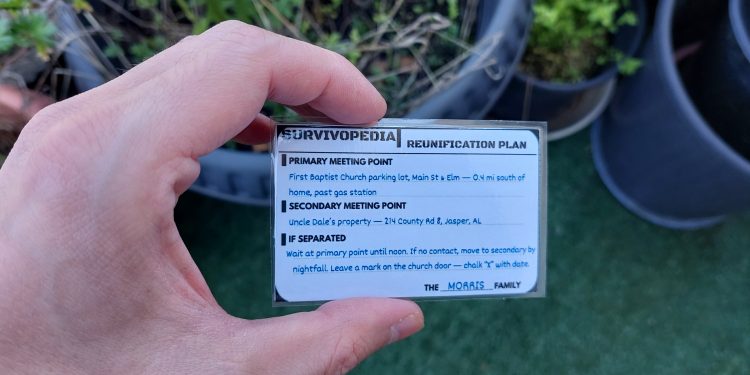 SURVIVOPEDIA
REUNIFICATION PLAN
PRIMARY MEETING POINT
First Baptist Church parking lot, Main St & Elm — 0.4 mi south of
home, past gas station
SECONDARY MEETING POINT
Uncle Dale's property — 214 County Rd 8, Jasper, AL
IF SEPARATED
Wait at primary point until noon. If no contact, move to secondary by
nightfall. Leave a mark on the church door — chalk "X" with date.
THE MORRIS FAMILY